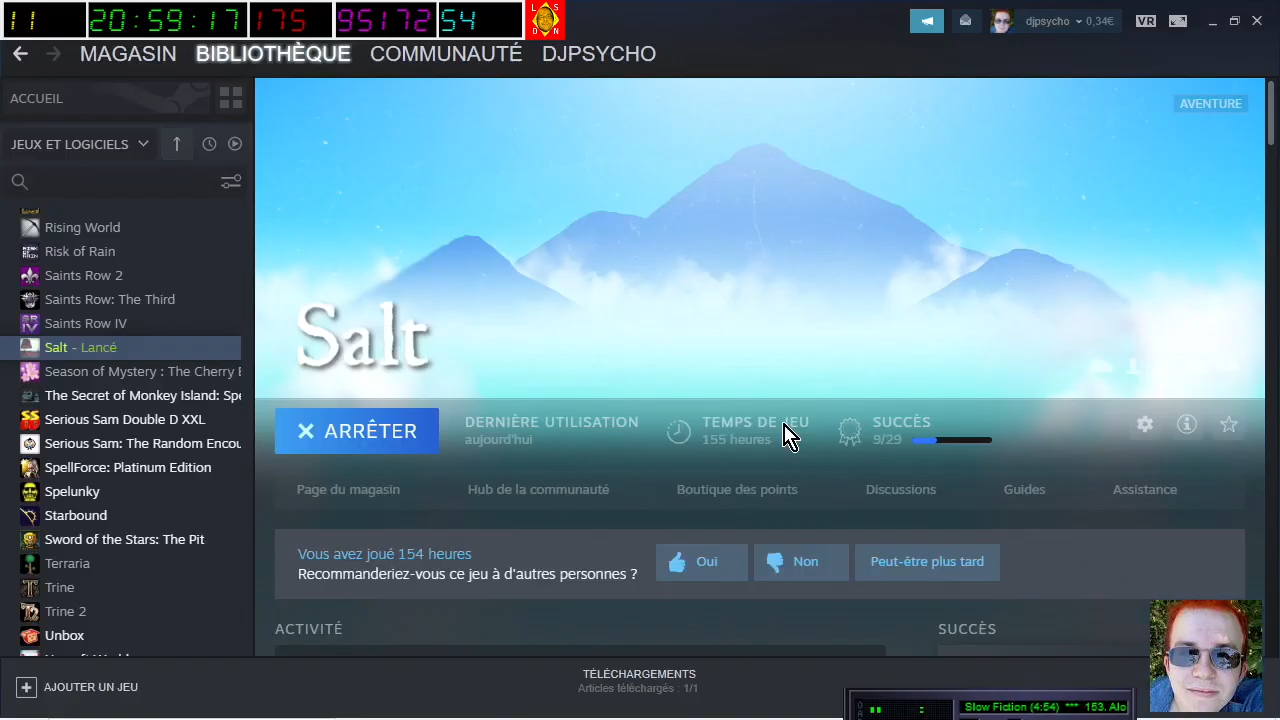 11 20:59:17 175 95172 54
L S
D N
djpsycho 0,34€ VR
MAGASIN BIBLIOTHÈQUE COMMUNAUTÉ DJPSYCHO
ACCUEIL
AVENTURE
JEUX ET LOGICIELS
Rising World
Risk of Rain
Saints Row 2
Saints Row: The Third
Saints Row IV
Salt - Lancé
Season of Mystery : The Cherry B
The Secret of Monkey Island: Spe
Serious Sam Double D XXL
Serious Sam: The Random Encou
SpellForce: Platinum Edition
Spelunky
Starbound
Sword of the Stars: The Pit
Terraria
Trine
Trine 2
Unbox
Salt
ARRÊTER
DERNIÈRE UTILISATION
aujourd'hui
TEMPS DE JEU
155 heures
SUCCÈS
9/29
Page du magasin Hub de la communauté Boutique des points Discussions Guides Assistance
Vous avez joué 154 heures
Recommanderiez-vous ce jeu à d'autres personnes ?
Oui Non Peut-être plus tard
ACTIVITÉ
SUCCÈS
AJOUTER UN JEU
TÉLÉCHARGEMENTS
Articles téléchargés : 1/1
Slow Fiction (4:54) *** 153. Alo